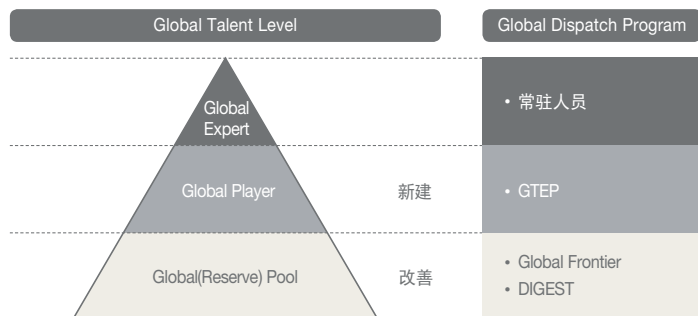 Global Talent Level
Global Dispatch Program
Global
Expert
• 常驻人员
Global Player
新建
• GTEP
Global(Reserve) Pool
改善
• Global Frontier
• DIGEST